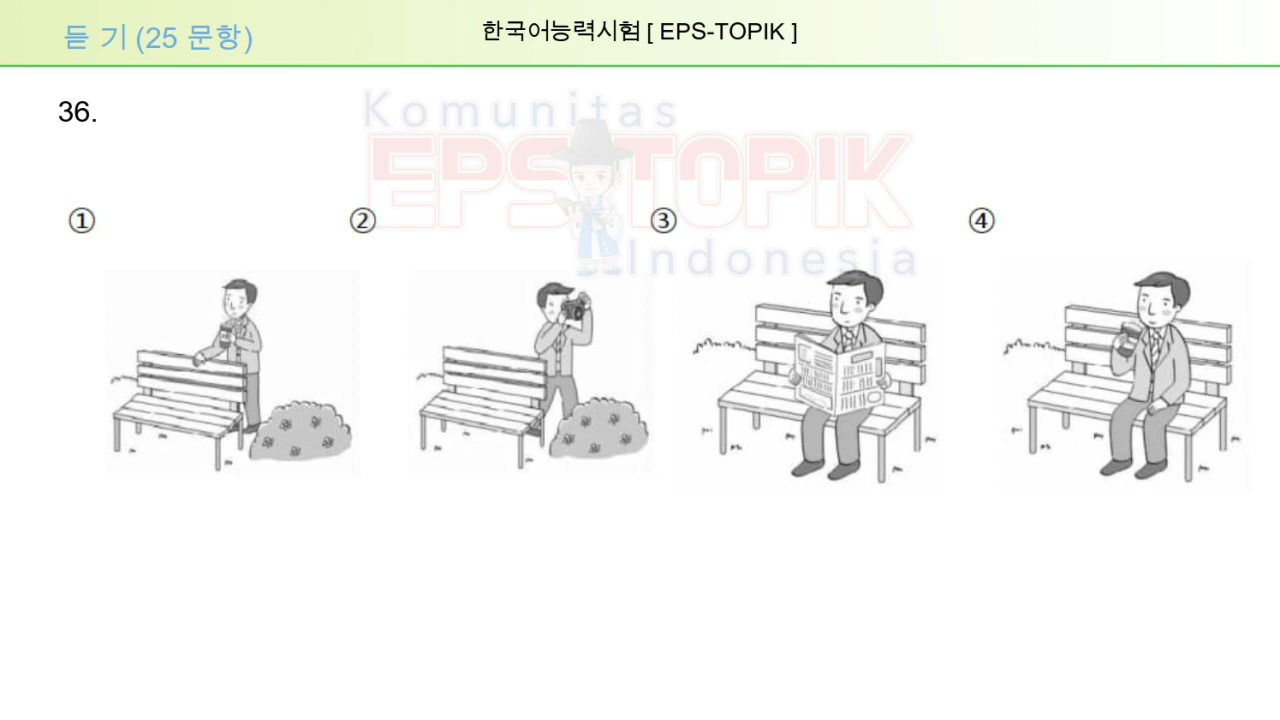 듣 기 (25 문항)
한국어능력시험 [ EPS-TOPIK ]
36.
Komunitas
EPS TOPIK
Indonesia
① ② ③ ④